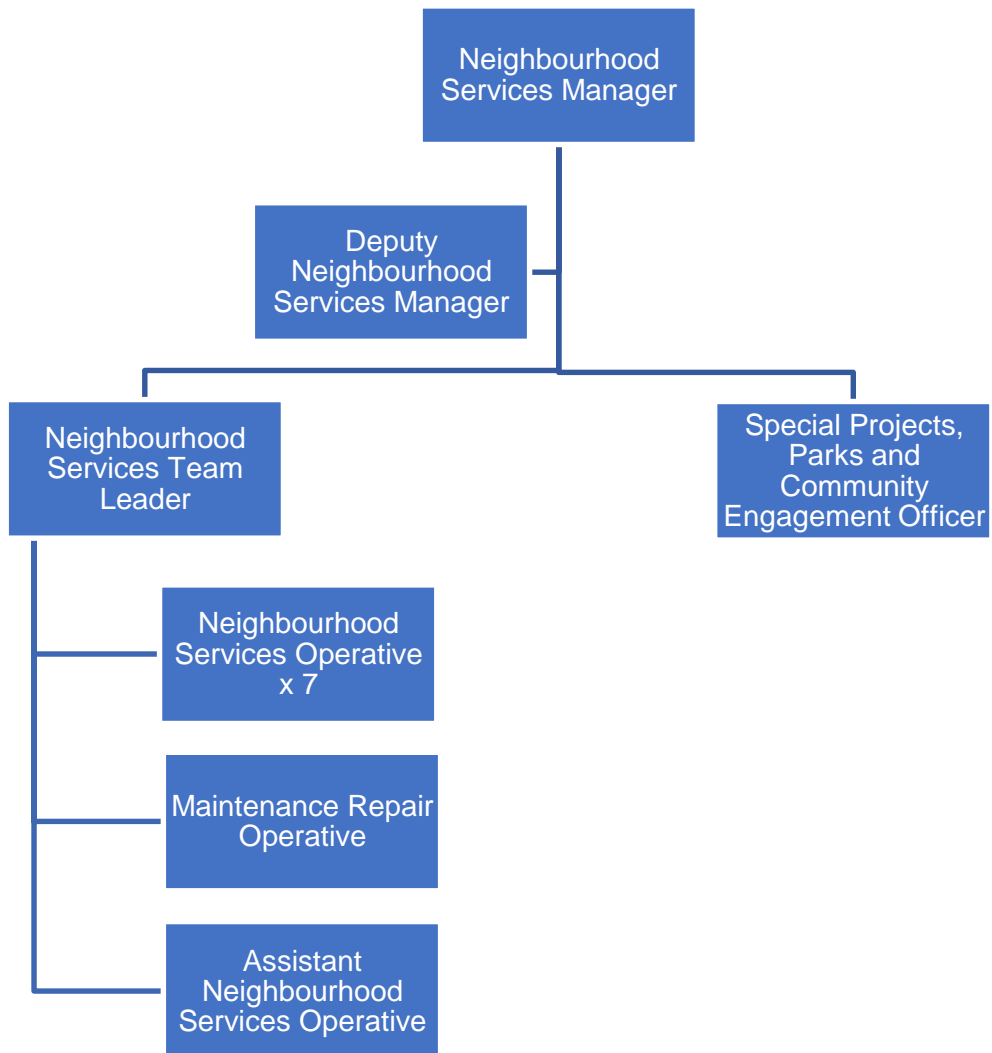 Neighbourhood
Services Manager
Deputy
Neighbourhood
Services Manager
Neighbourhood
Services Team
Leader
Special Projects,
Parks and
Community
Engagement Officer
Neighbourhood
Services Operative
x 7
Maintenance Repair
Operative
Assistant
Neighbourhood
Services Operative